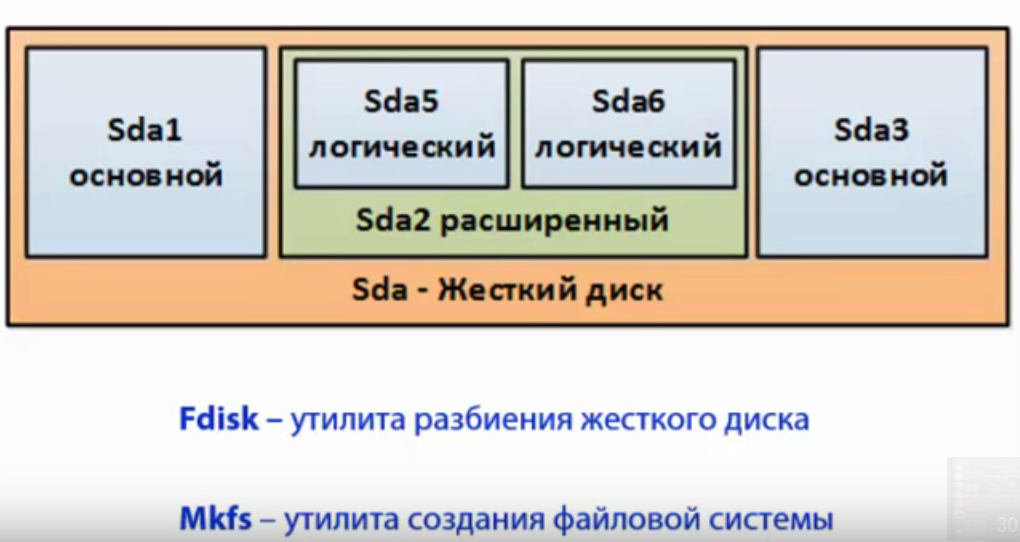 Sda1
основной
Sda5
логический
Sda6
логический
Sda2 расширенный
Sda3
основной
Sda - Жесткий диск
Fdisk – утилита разбиения жесткого диска
Mkfs – утилита создания файловой системы
30